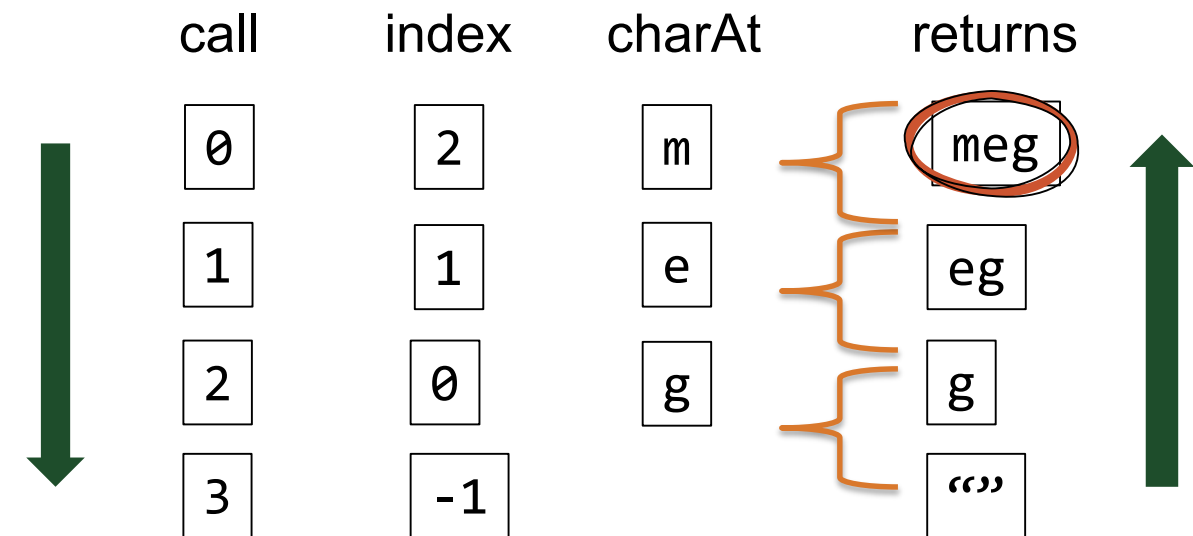 call index charAt returns
0 2 m meg
1 1 e eg
2 0 g g
3 -1 “”